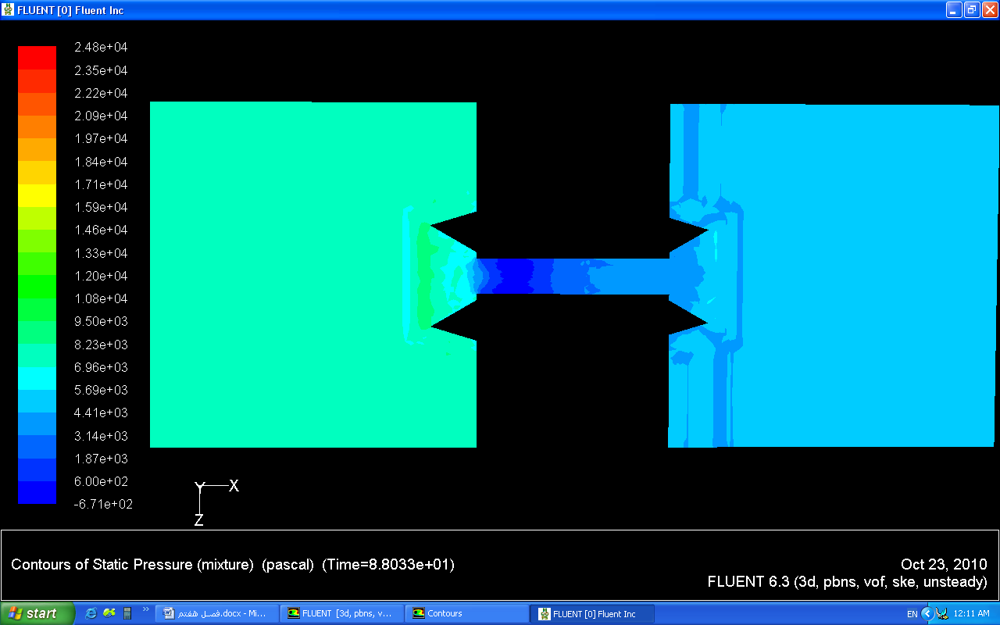 FLUENT [0] Fluent Inc
2.48e+04
2.35e+04
2.22e+04
2.09e+04
1.97e+04
1.84e+04
1.71e+04
1.59e+04
1.46e+04
1.33e+04
1.20e+04
1.08e+04
9.50e+03
8.23e+03
6.96e+03
5.69e+03
4.41e+03
3.14e+03
1.87e+03
6.00e+02
-6.71e+02
Y X
Z
Contours of Static Pressure (mixture) (pascal) (Time=8.8033e+01)
Oct 23, 2010
FLUENT 6.3 (3d, pbns, vof, ske, unsteady)
start
فصل هفتم.docx - Mi...
FLUENT [3d, pbns, v...
Contours
FLUENT [0] Fluent Inc
EN
12:11 AM